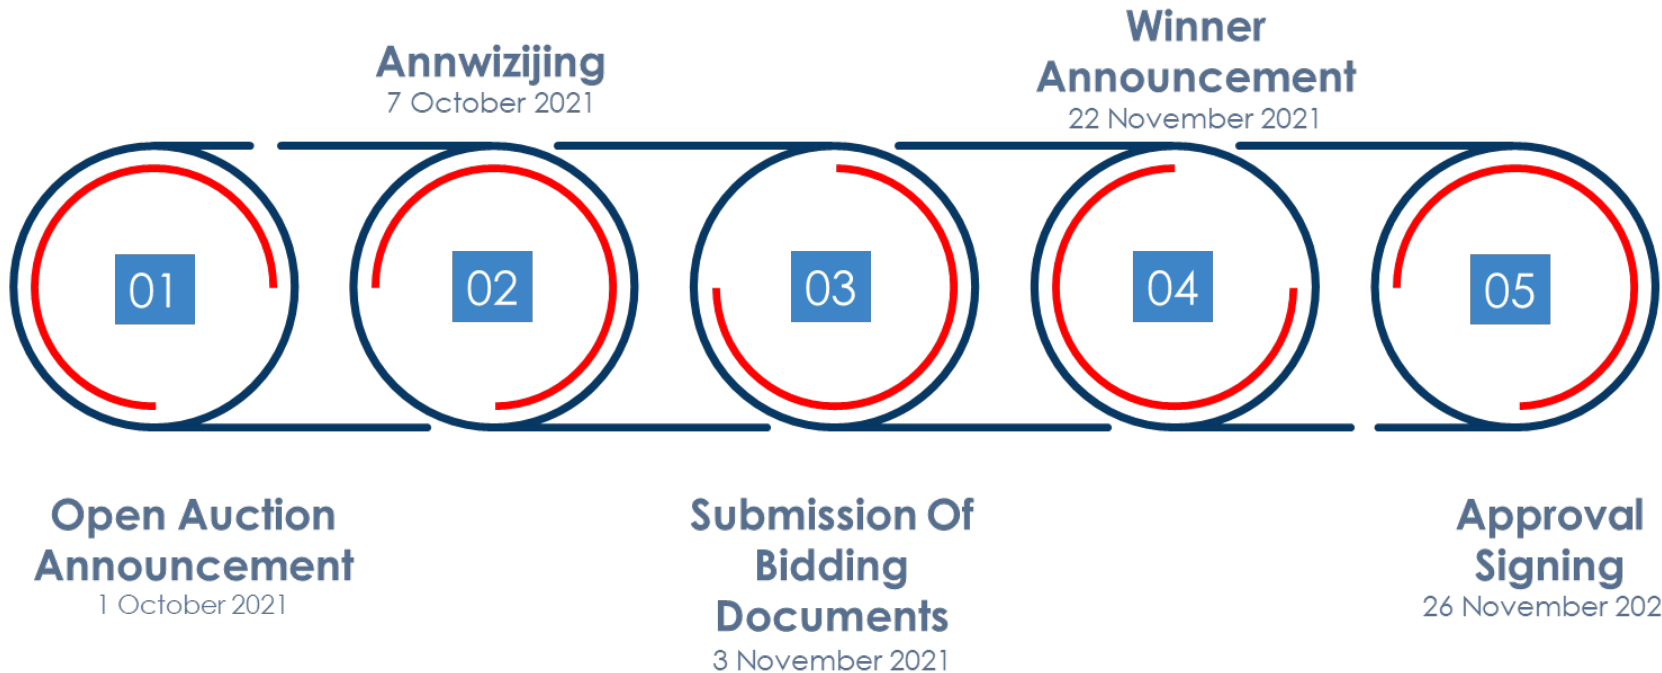 01
Open Auction
Announcement
1 October 2021
Annwizijing
7 October 2021
02
03
Submission Of
Bidding
Documents
3 November 2021
Winner
Announcement
22 November 2021
04
05
Approval
Signing
26 November 202